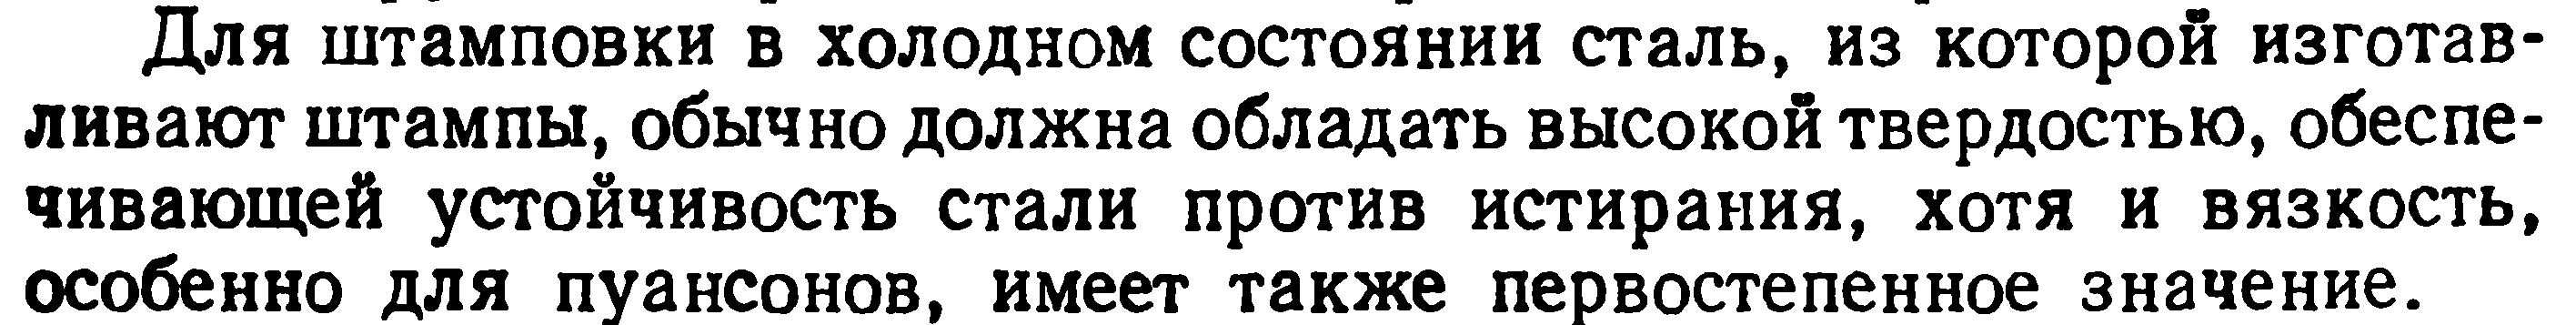 Для штамповки в холодном состоянии сталь, из которой изготав-
ливают штампы, обычно должна обладать высокой твердостью, обеспе-
чивающей устойчивость стали против истирания, хотя и вязкость,
особенно для пуансонов, имеет также первостепенное значение.